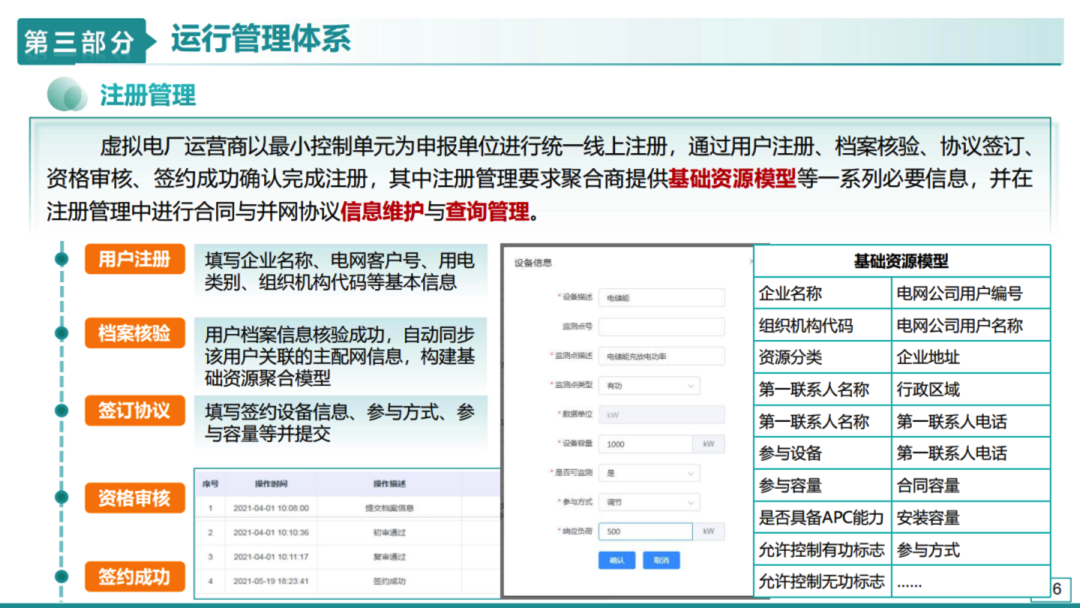 第三部分
运行管理体系
注册管理
虚拟电厂运营商以最小控制单元为申报单位进行统一线上注册，通过用户注册、档案核验、协议签订、
资格审核、签约成功确认完成注册，其中注册管理要求聚合商提供基础资源模型等一系列必要信息，并在
注册管理中进行合同与并网协议信息维护与查询管理。
用户注册
填写企业名称、电网客户号、用电
类别、组织机构代码等基本信息
档案核验
用户档案信息核验成功，自动同步
该用户关联的主配网信息，构建基
础资源聚合模型
签订协议
填写签约设备信息、参与方式、参
与容量等并提交
资格审核
签约成功
序号 操作时间 操作描述
1 2021-04-01 10:08:00 提交档案信息
2 2021-04-01 10:10:36 初审通过
3 2021-04-01 10:11:17 复审通过
4 2021-05-19 18:23:41 签约成功
设备信息
*设备描述 电储能
监测点号
*监测点描述 电储能充放电功率
*监测点类型 有功
*数据单位 kW
*设备容量 1000 kW
*是否可监测 是
*参与方式 调节
*响应负荷 500 kW
确认 取消
基础资源模型
企业名称 电网公司用户编号
组织机构代码 电网公司用户名称
资源分类 企业地址
第一联系人名称 行政区域
第一联系人名称 第一联系人电话
参与设备 第一联系人电话
参与容量 合同容量
是否具备APC能力 安装容量
允许控制有功标志 参与方式
允许控制无功标志 ......
6